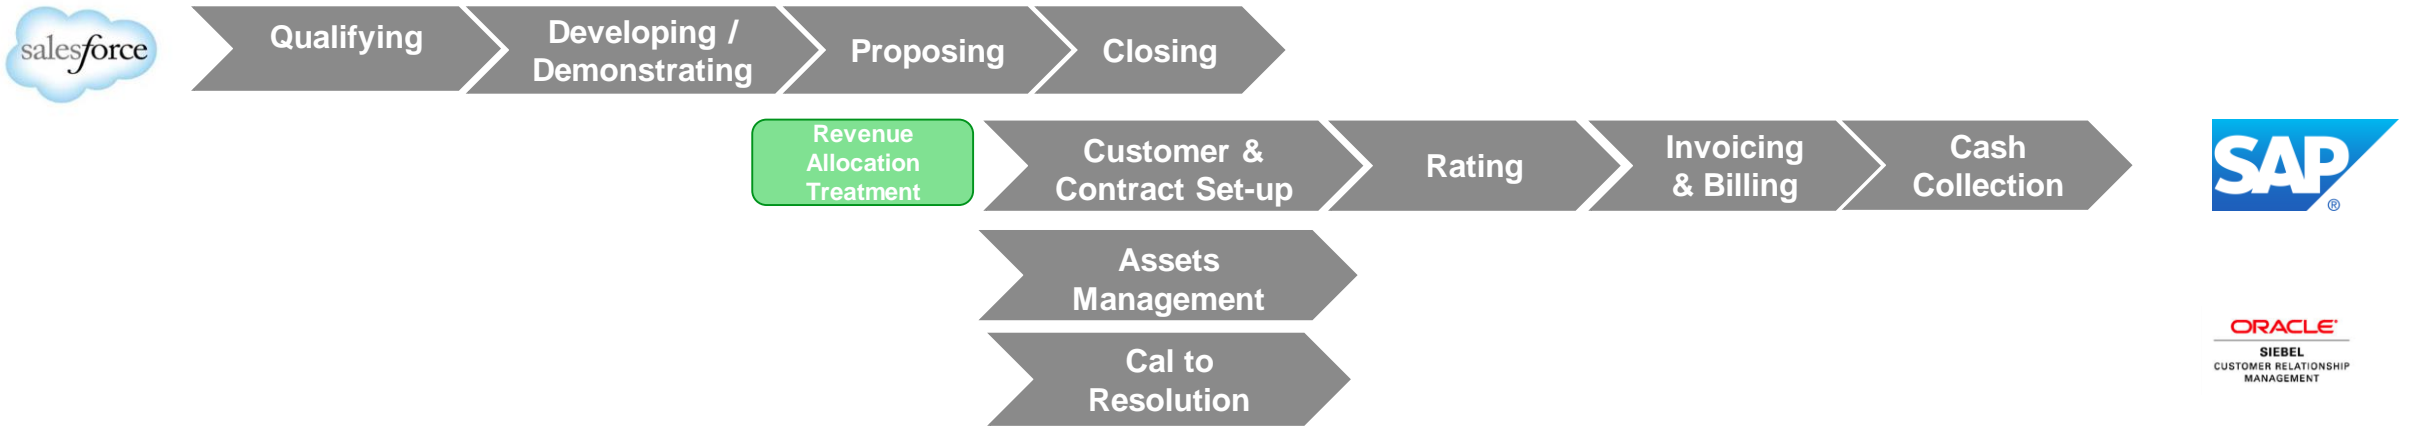 salesforce
Qualifying
Developing /
Demonstrating
Proposing
Closing
Revenue
Allocation
Treatment
Customer &
Contract Set-up
Rating
Invoicing
& Billing
Cash
Collection
SAP
®
Assets
Management
Cal to
Resolution
ORACLE®
SIEBEL
CUSTOMER RELATIONSHIP
MANAGEMENT